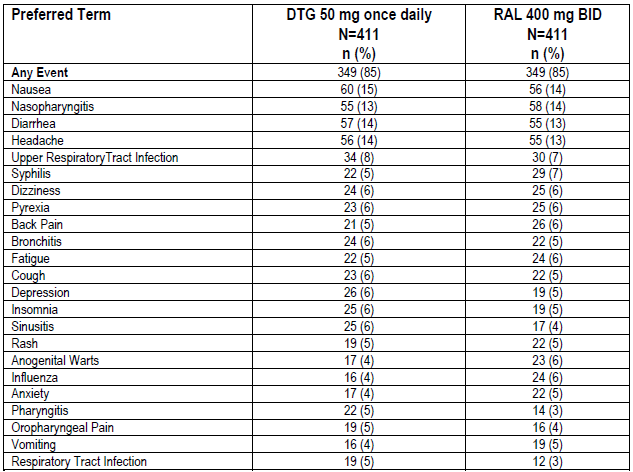 Preferred Term DTG 50 mg once daily RAL 400 mg BID
N=411 N=411
n (%) n (%)
Any Event 349 (85) 349 (85)
Nausea 60 (15) 56 (14)
Nasopharyngitis 55 (13) 58 (14)
Diarrhea 57 (14) 55 (13)
Headache 56 (14) 55 (13)
Upper RespiratoryTract Infection 34 (8) 30 (7)
Syphilis 22 (5) 29 (7)
Dizziness 24 (6) 25 (6)
Pyrexia 23 (6) 25 (6)
Back Pain 21 (5) 26 (6)
Bronchitis 24 (6) 22 (5)
Fatigue 22 (5) 24 (6)
Cough 23 (6) 22 (5)
Depression 26 (6) 19 (5)
Insomnia 25 (6) 19 (5)
Sinusitis 25 (6) 17 (4)
Rash 19 (5) 22 (5)
Anogenital Warts 17 (4) 23 (6)
Influenza 16 (4) 24 (6)
Anxiety 17 (4) 22 (5)
Pharyngitis 22 (5) 14 (3)
Oropharyngeal Pain 19 (5) 16 (4)
Vomiting 16 (4) 19 (5)
Respiratory Tract Infection 19 (5) 12 (3)